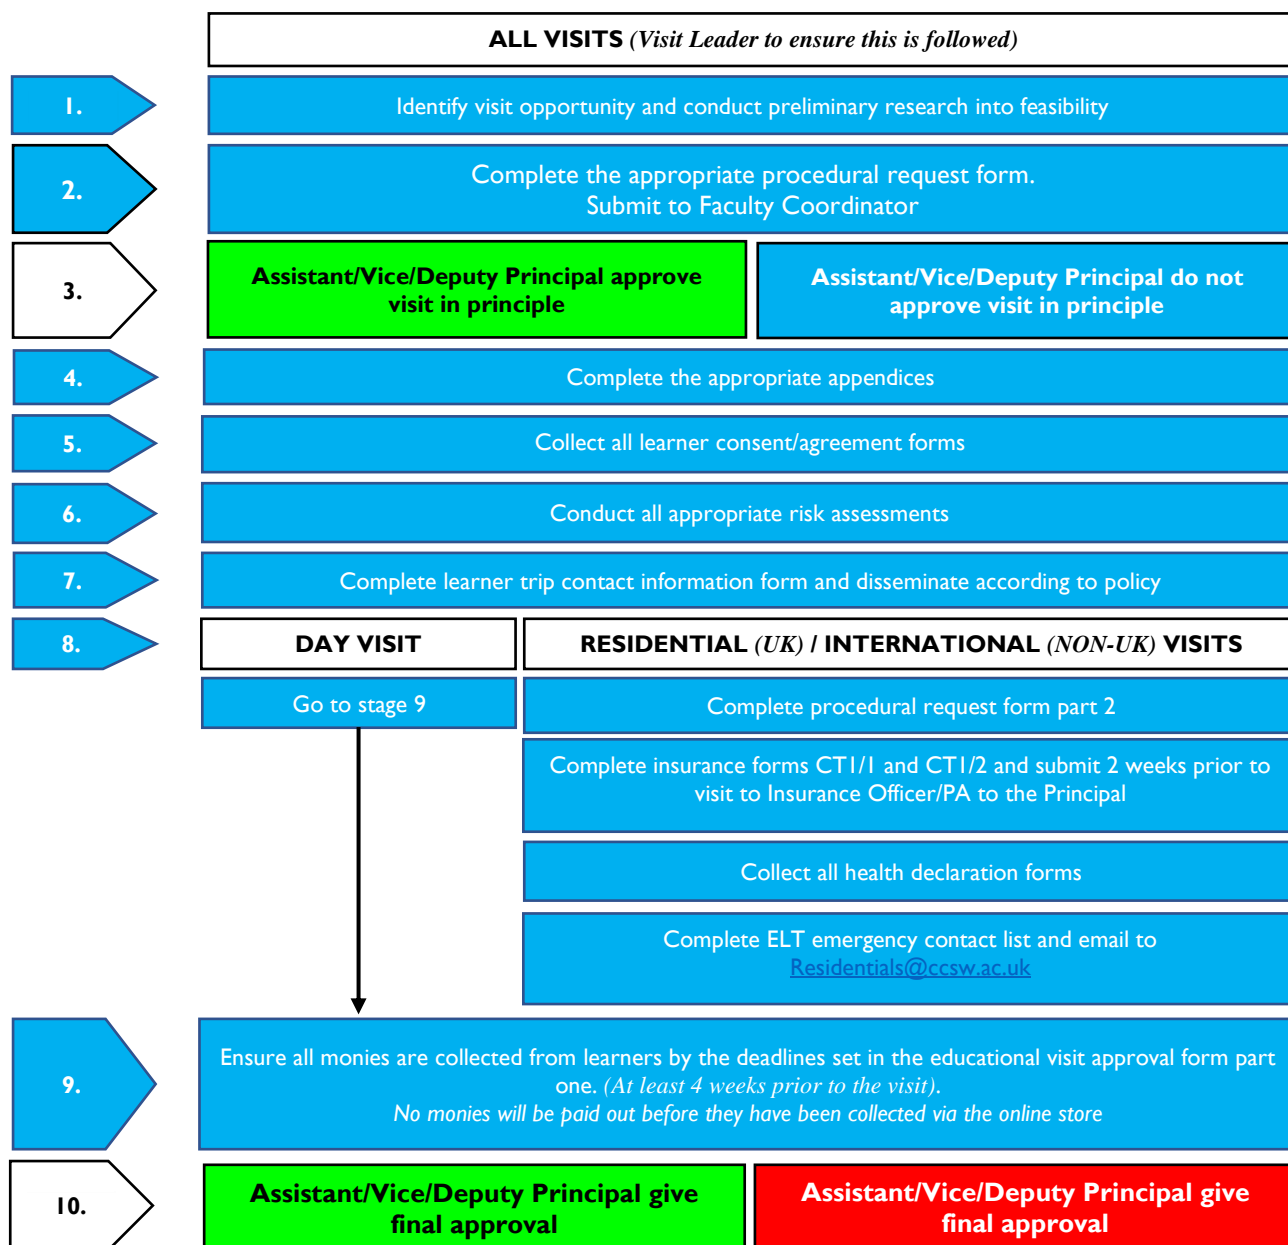 ALL VISITS (Visit Leader to ensure this is followed)
1.
Identify visit opportunity and conduct preliminary research into feasibility
2.
Complete the appropriate procedural request form.
Submit to Faculty Coordinator
3.
Assistant/Vice/Deputy Principal approve
visit in principle
Assistant/Vice/Deputy Principal do not
approve visit in principle
4.
Complete the appropriate appendices
5.
Collect all learner consent/agreement forms
6.
Conduct all appropriate risk assessments
7.
Complete learner trip contact information form and disseminate according to policy
8.
DAY VISIT
RESIDENTIAL (UK) / INTERNATIONAL (NON-UK) VISITS
Go to stage 9
Complete procedural request form part 2
Complete insurance forms CT1/1 and CT1/2 and submit 2 weeks prior to
visit to Insurance Officer/PA to the Principal
Collect all health declaration forms
Complete ELT emergency contact list and email to
Residentials@ccsw.ac.uk
9.
Ensure all monies are collected from learners by the deadlines set in the educational visit approval form part
one. (At least 4 weeks prior to the visit).
No monies will be paid out before they have been collected via the online store
10.
Assistant/Vice/Deputy Principal give
final approval
Assistant/Vice/Deputy Principal give
final approval